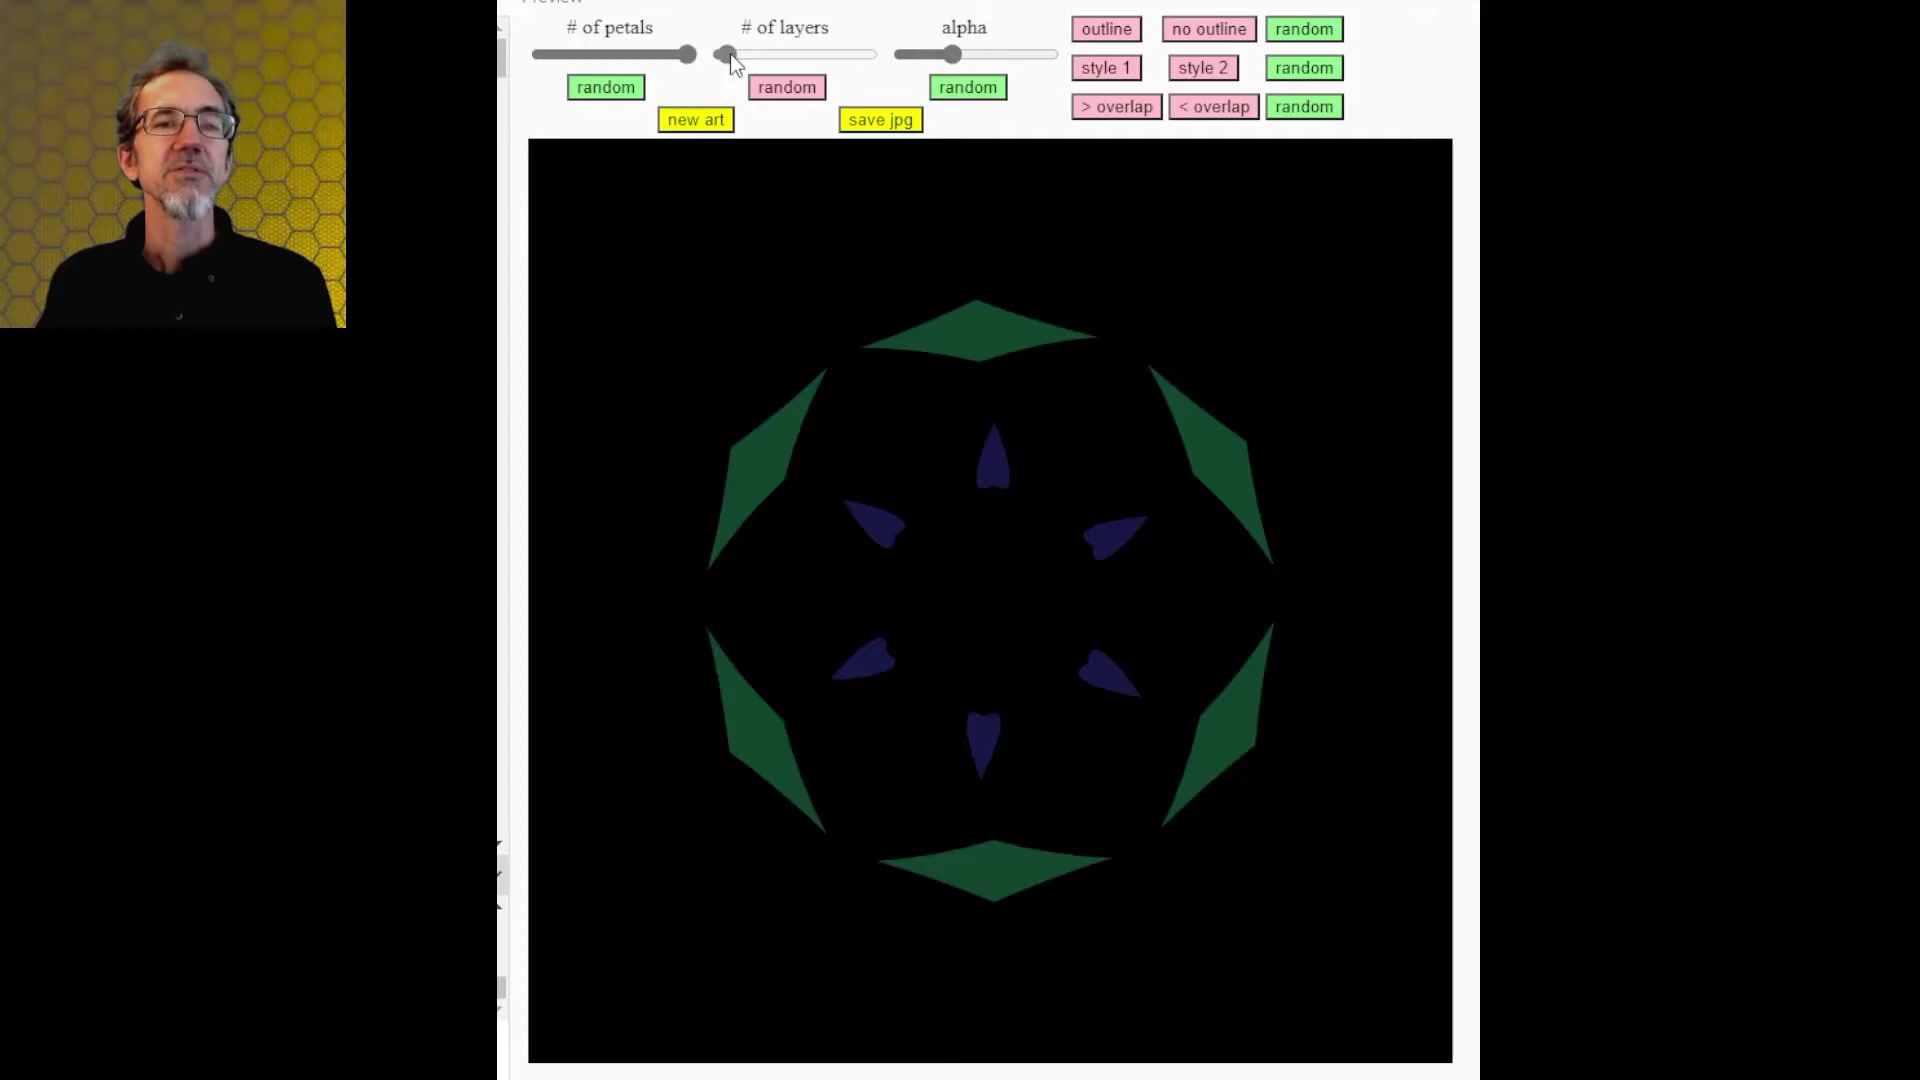 Preview
# of petals
# of layers
alpha
outline
no outline
random
style 1
style 2
random
random
random
random
> overlap
< overlap
random
new art
save jpg